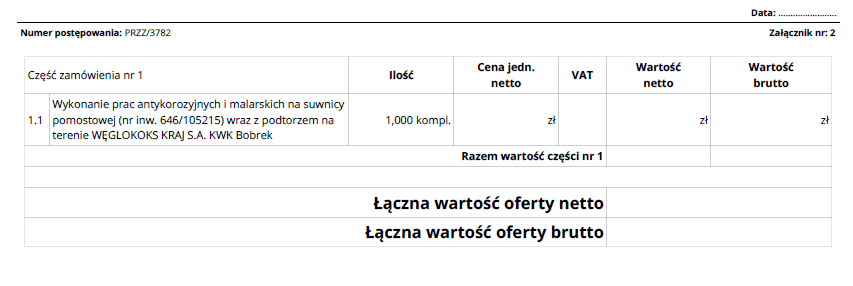 Data: ........................
Numer postępowania: PRZZ/3782 Załącznik nr: 2
Część zamówienia nr 1 Ilość Cena jedn. netto VAT Wartość netto Wartość brutto
1.1 Wykonanie prac antykorozyjnych i malarskich na suwnicy
pomostowej (nr inw. 646/105215) wraz z podtorzem na
terenie WĘGLOKOKS KRAJ S.A. KWK Bobrek
1,000 kompl. zł zł zł
Razem wartość części nr 1
Łączna wartość oferty netto
Łączna wartość oferty brutto